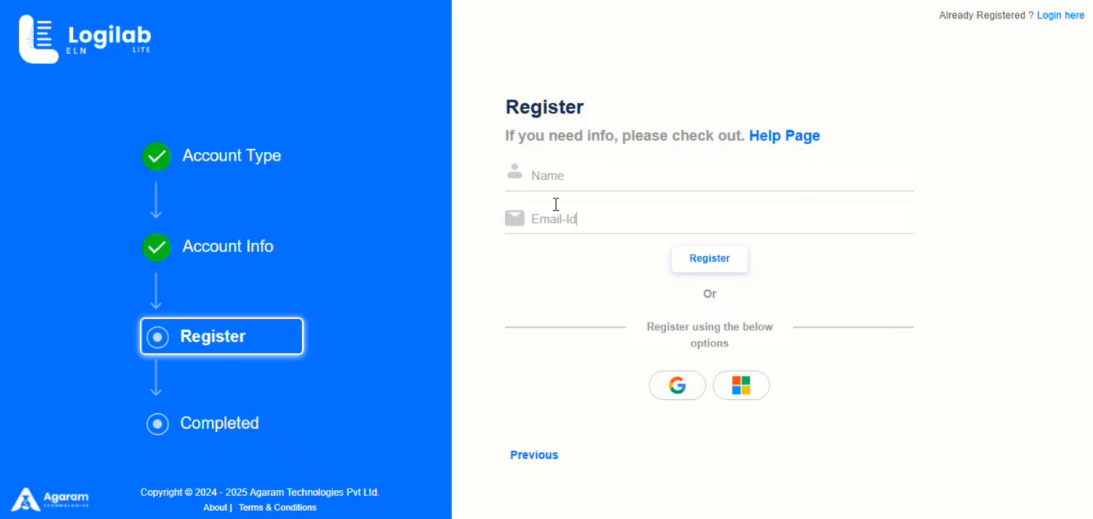 Logilab
ELN LITE
Account Type
Account Info
Register
Completed
Agaram
TECHNOLOGIES
Copyright © 2024 - 2025 Agaram Technologies Pvt Ltd.
About | Terms & Conditions
Already Registered ? Login here
Register
If you need info, please check out. Help Page
Name
Email-Id
Register
Or
Register using the below
options
Previous